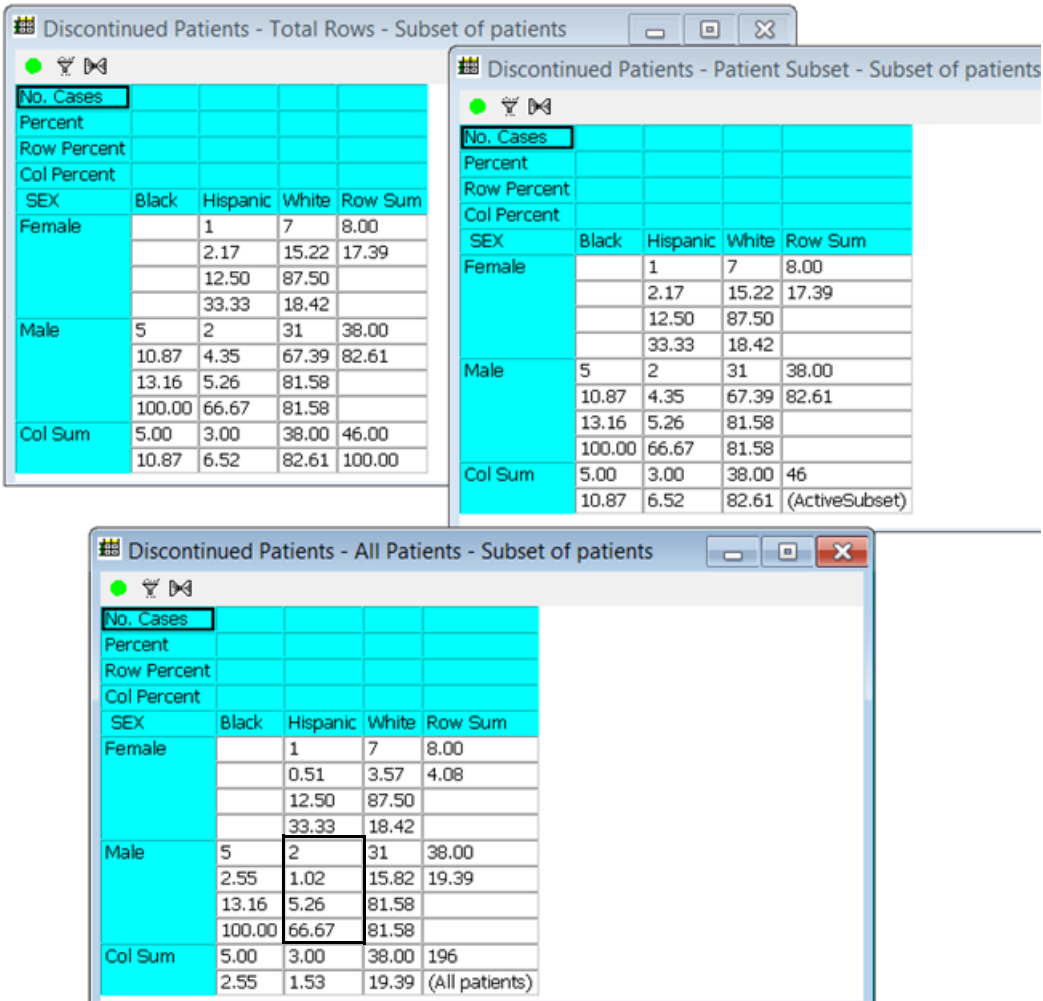 Discontinued Patients - Total Rows - Subset of patients
No. Cases
Percent
Row Percent
Col Percent
SEX Black Hispanic White Row Sum
Female 1 7 8.00
2.17 15.22 17.39
12.50 87.50
33.33 18.42
Male 5 2 31 38.00
10.87 4.35 67.39 82.61
13.16 5.26 81.58
100.00 66.67 81.58
Col Sum 5.00 3.00 38.00 46.00
10.87 6.52 82.61 100.00
Discontinued Patients - Patient Subset - Subset of patients
No. Cases
Percent
Row Percent
Col Percent
SEX Black Hispanic White Row Sum
Female 1 7 8.00
2.17 15.22 17.39
12.50 87.50
33.33 18.42
Male 5 2 31 38.00
10.87 4.35 67.39 82.61
13.16 5.26 81.58
100.00 66.67 81.58
Col Sum 5.00 3.00 38.00 46
10.87 6.52 82.61 (ActiveSubset)
Discontinued Patients - All Patients - Subset of patients
No. Cases
Percent
Row Percent
Col Percent
SEX Black Hispanic White Row Sum
Female 1 7 8.00
0.51 3.57 4.08
12.50 87.50
33.33 18.42
Male 5 2 31 38.00
2.55 1.02 15.82 19.39
13.16 5.26 81.58
100.00 66.67 81.58
Col Sum 5.00 3.00 38.00 196
2.55 1.53 19.39 (All patients)